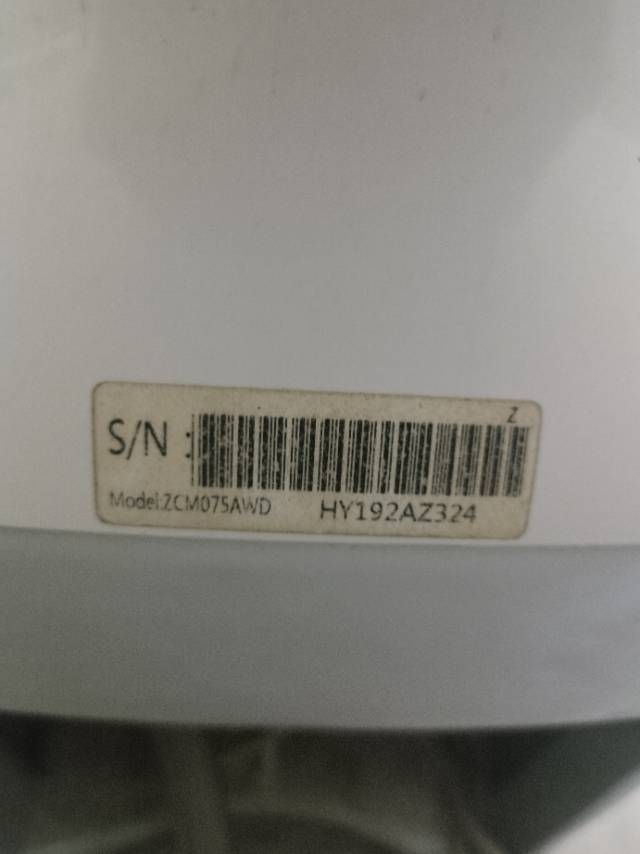 Z
S/N :
Model:ZCM075AWD HY192AZ324